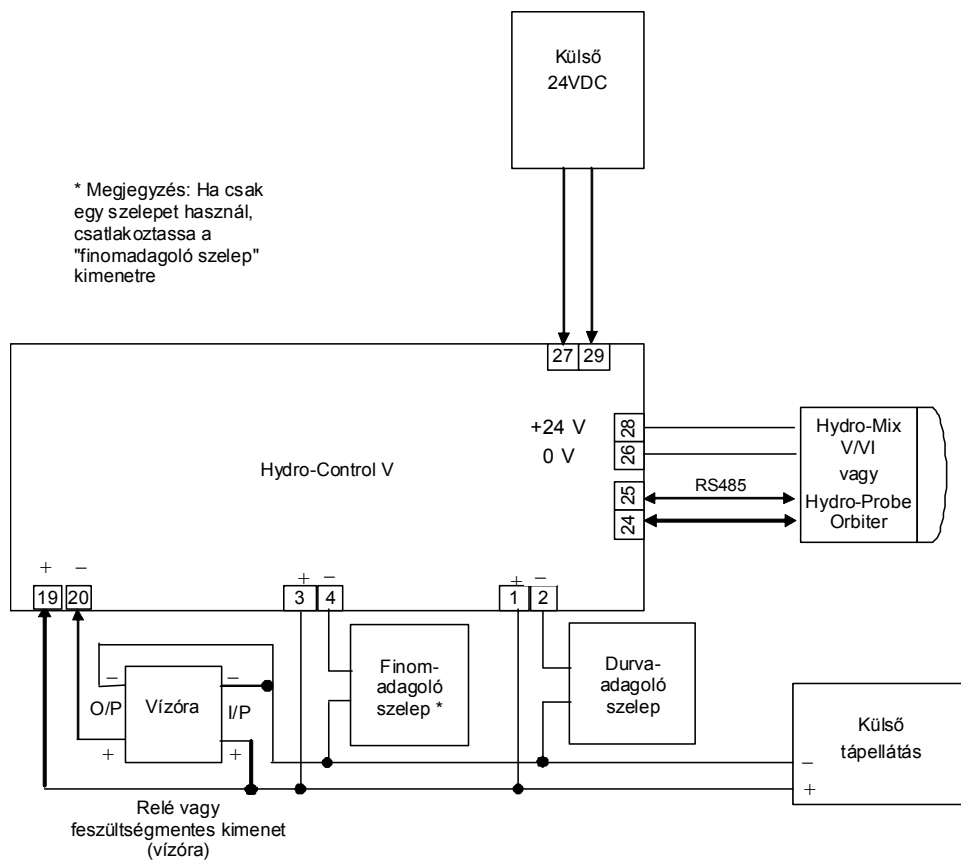 Külső
24VDC
* Megjegyzés: Ha csak
egy szelepet használ,
csatlakoztassa a
"finomadagoló szelep"
kimenetre
27 29
+24 V
0 V
28
26
25
24
Hydro-Control V
RS485
Hydro-Mix
V/VI
vagy
Hydro-Probe
Orbiter
+ −
19 20
+ −
3 4
+ −
1 2
− −
O/P Vízóra I/P
+ +
Finom-
adagoló
szelep *
Durva-
adagoló
szelep
Külső
tápellátás
−
+
Relé vagy
feszültségmentes kimenet
(vízóra)